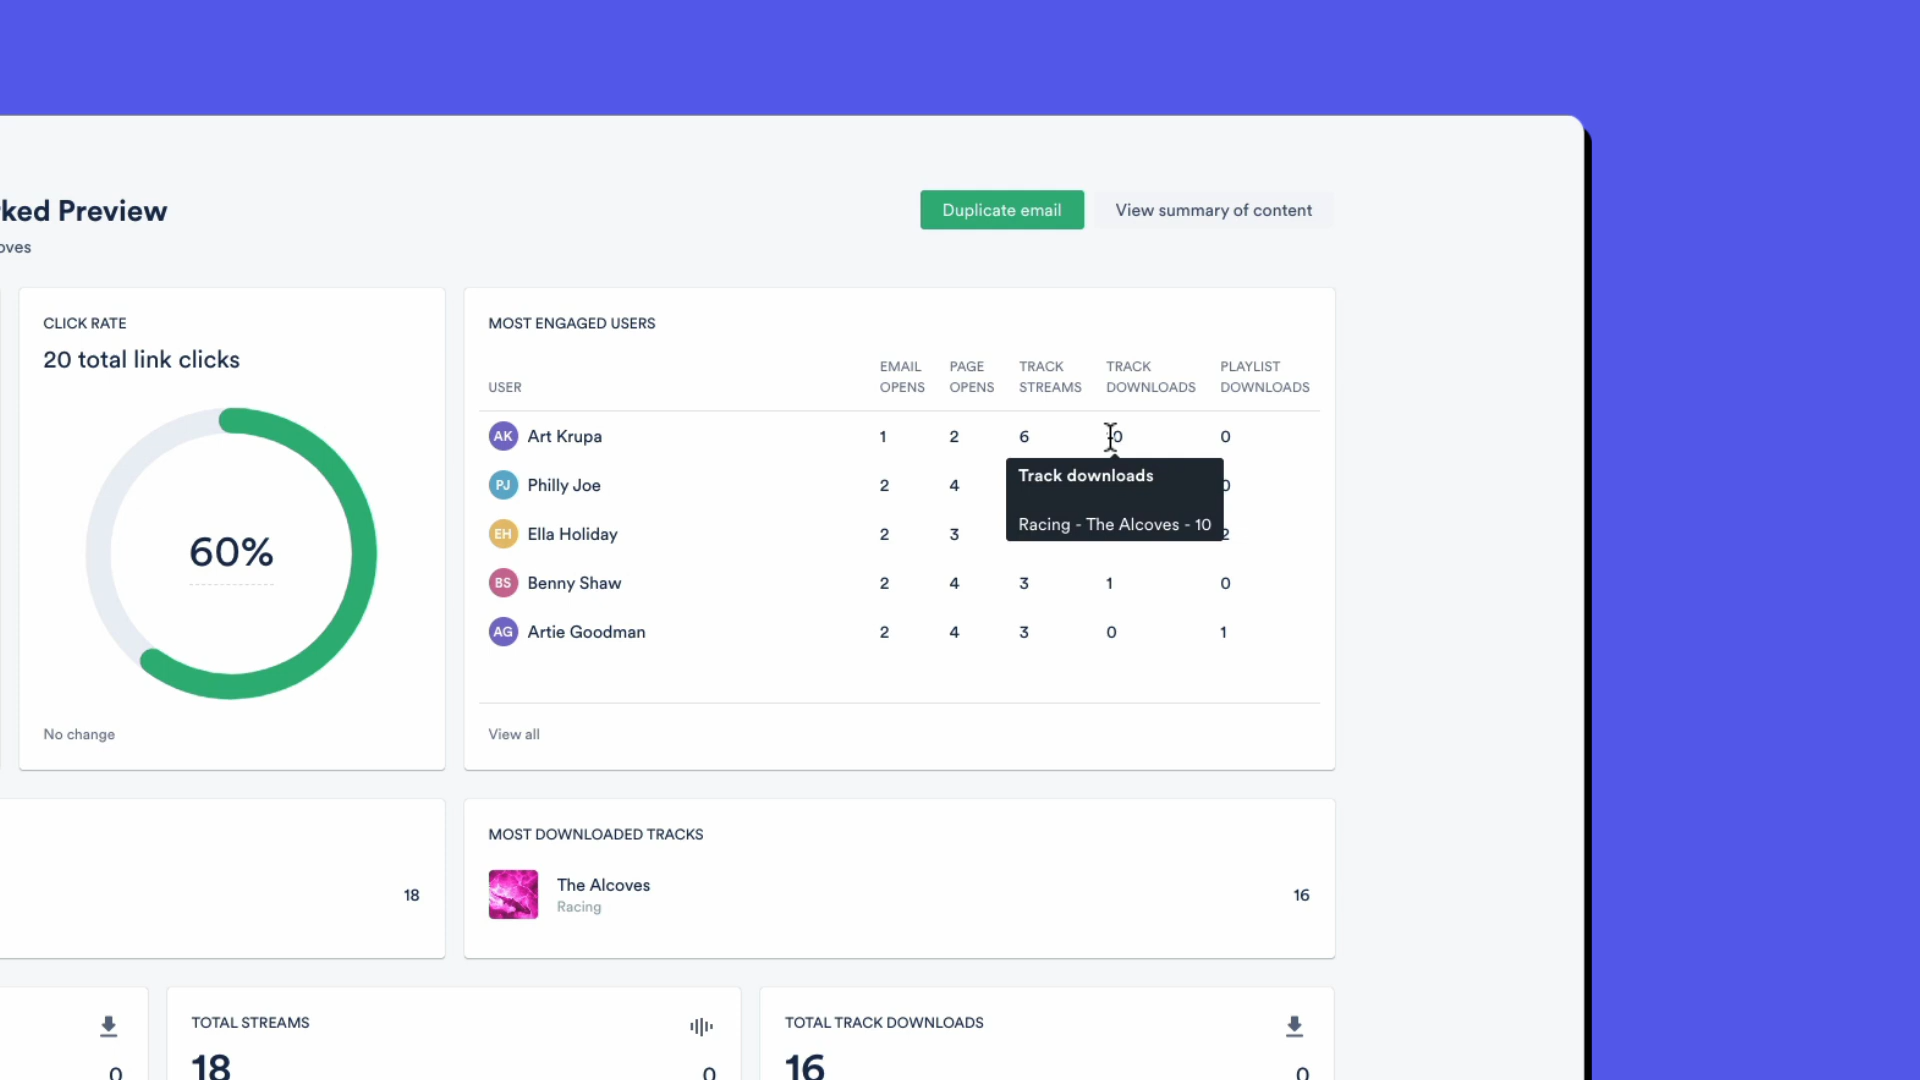 ked Preview
oves
Duplicate email
View summary of content
CLICK RATE
20 total link clicks
60%
No change
MOST ENGAGED USERS
USER EMAIL OPENS PAGE OPENS TRACK STREAMS TRACK DOWNLOADS PLAYLIST DOWNLOADS
AK Art Krupa 1 2 6 0 0
PJ Philly Joe 2 4 0
EH Ella Holiday 2 3 2
Track downloads
Racing - The Alcoves - 10
BS Benny Shaw 2 4 3 1 0
AG Artie Goodman 2 4 3 0 1
View all
18
MOST DOWNLOADED TRACKS
The Alcoves
Racing
16
0
TOTAL STREAMS
18
0
TOTAL TRACK DOWNLOADS
16
0